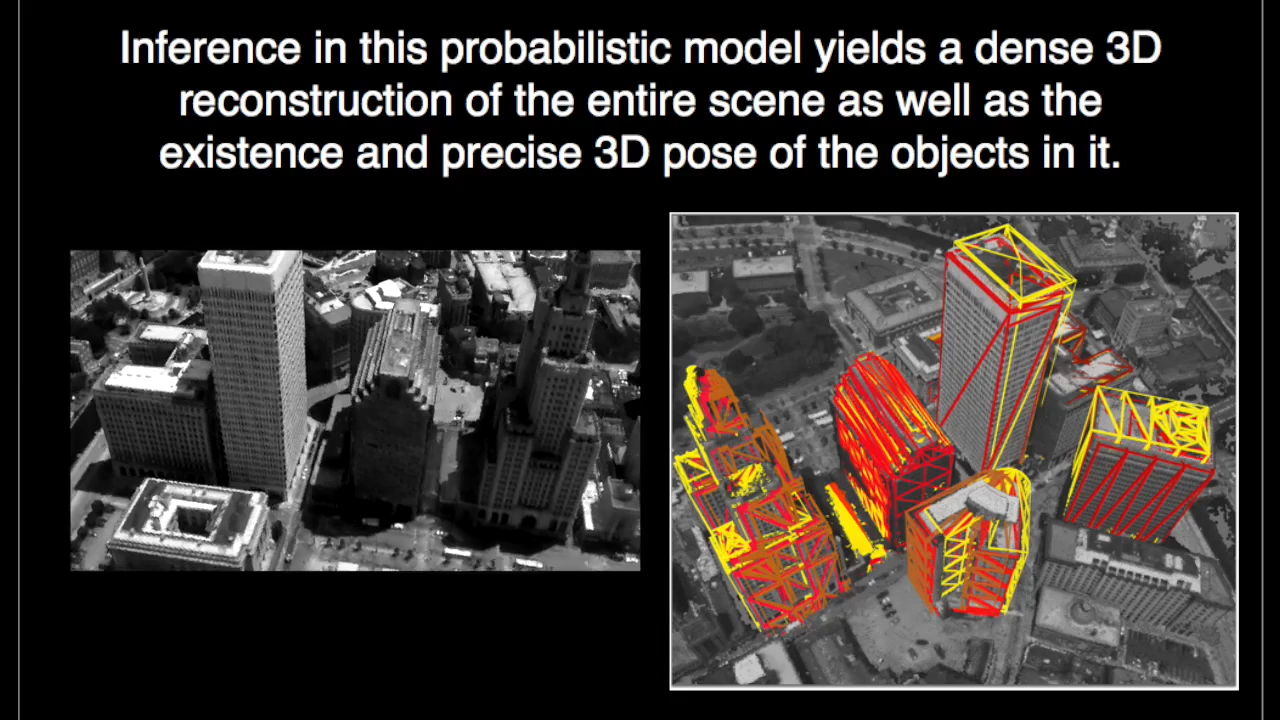 Inference in this probabilistic model yields a dense 3D
reconstruction of the entire scene as well as the
existence and precise 3D pose of the objects in it.